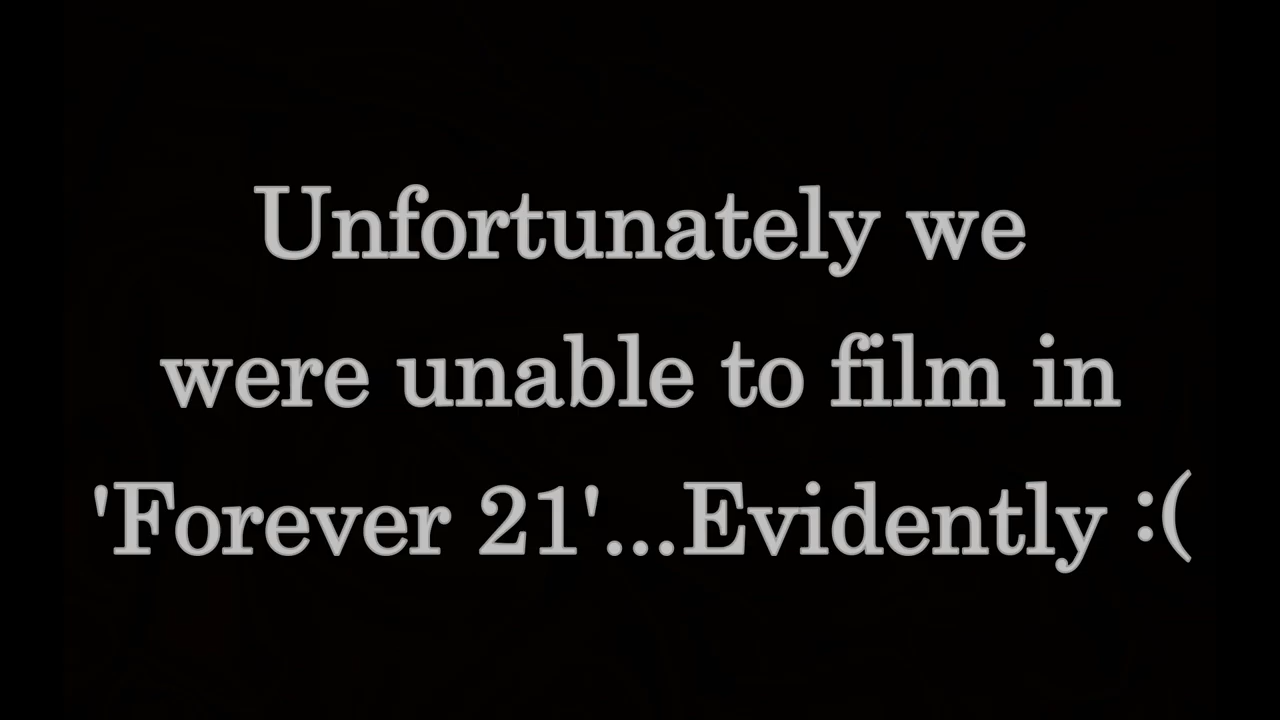 Unfortunately we
were unable to film in
'Forever 21'...Evidently :(